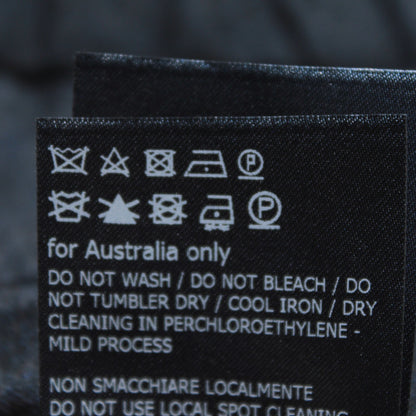 P
P
for Australia only
DO NOT WASH / DO NOT BLEACH / DO
NOT TUMBLER DRY / COOL IRON / DRY
CLEANING IN PERCHLOROETHYLENE -
MILD PROCESS
NON SMACCHIARE LOCALMENTE
DO NOT USE LOCAL SPOT CLEANING